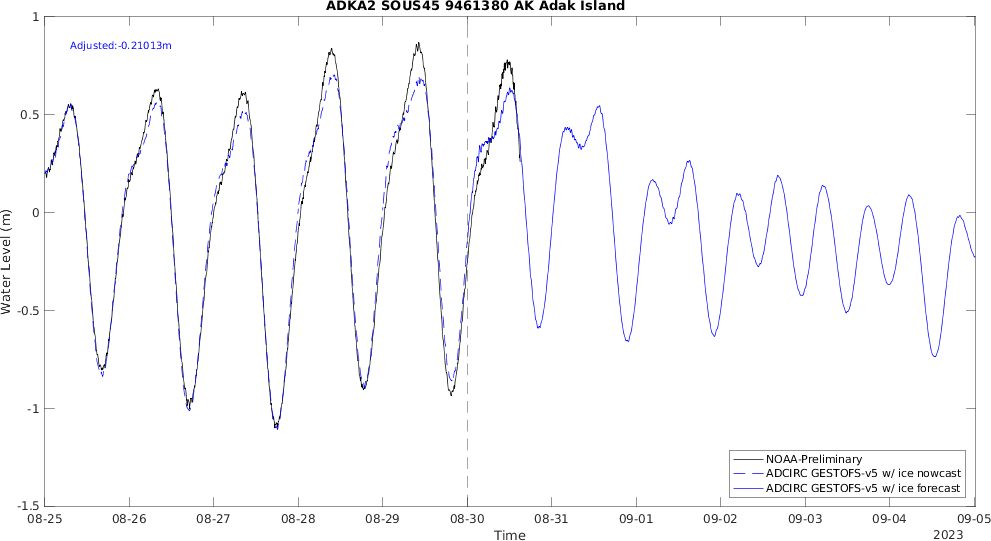 ADKA2 SOUS45 9461380 AK Adak Island
Adjusted:-0.21013m
1
0.5
0
-0.5
-1
-1.5
Water Level (m)
NOAA-Preliminary
ADCIRC GESTOFS-v5 w/ ice nowcast
ADCIRC GESTOFS-v5 w/ ice forecast
08-25 08-26 08-27 08-28 08-29 08-30 08-31 09-01 09-02 09-03 09-04 09-05
Time
2023